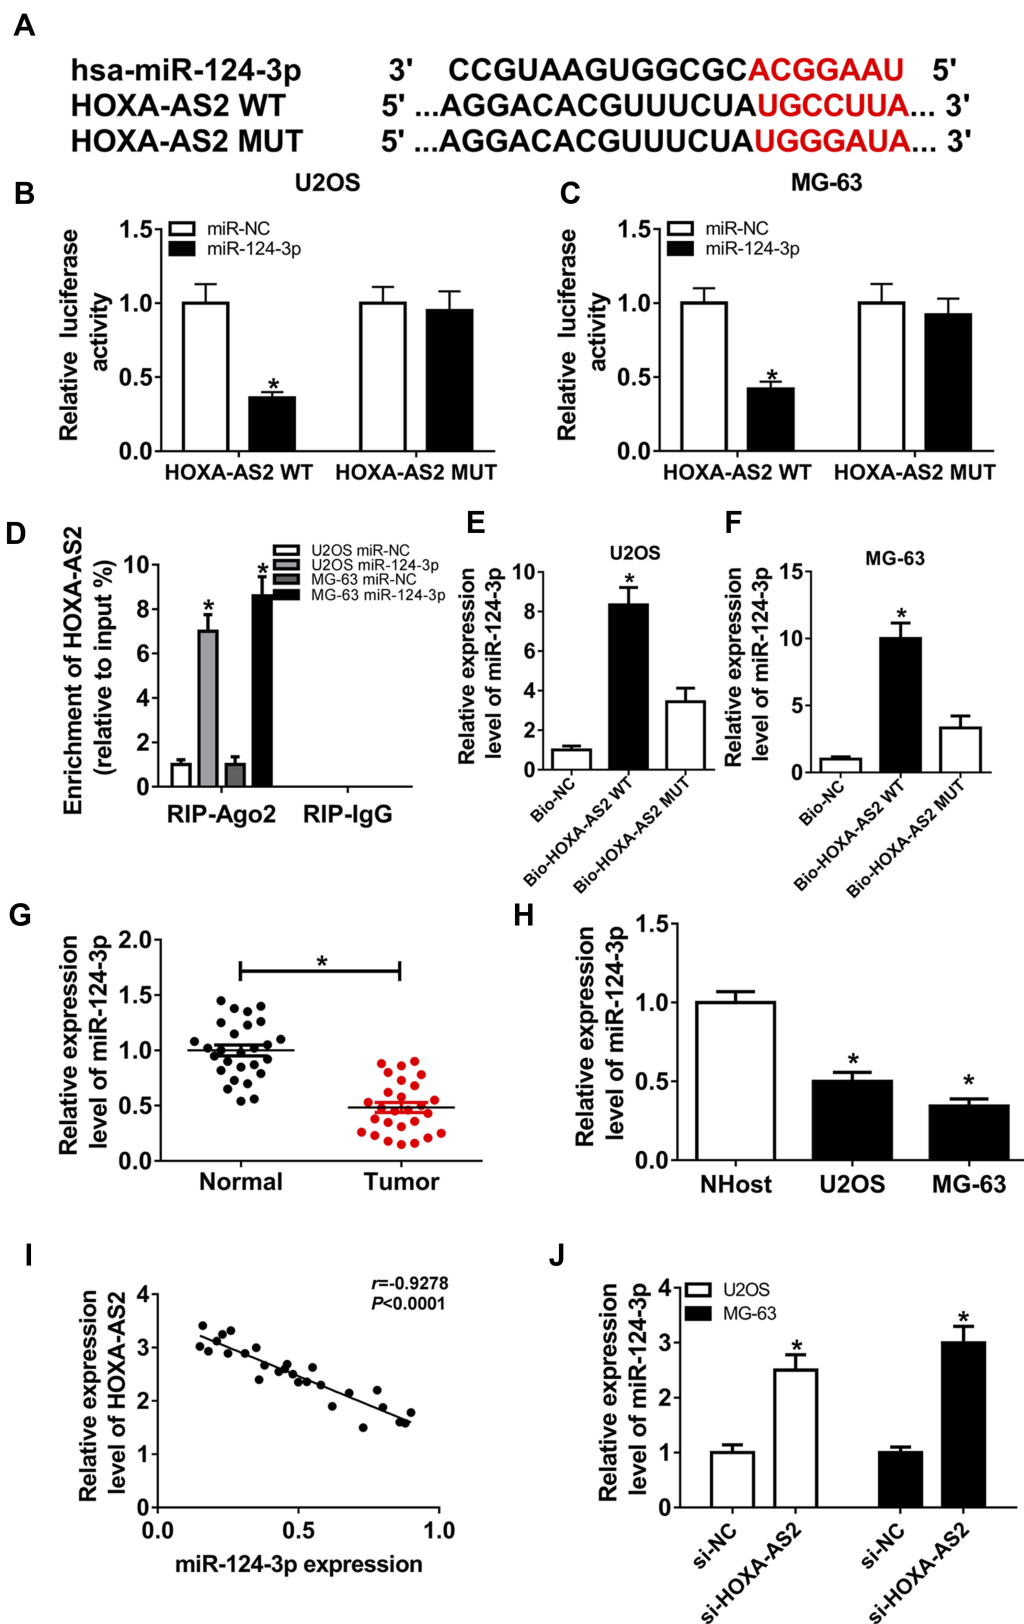 A
hsa-miR-124-3p 3' CCGUAAGUGGCGCACGGAAU 5'
HOXA-AS2 WT 5' ...AGGACACGUUUCUAUGCCUUA... 3'
HOXA-AS2 MUT 5' ...AGGACACGUUUCUAUGGGAUA... 3'
B
U2OS
miR-NC
miR-124-3p
Relative luciferase
activity
1.5
1.0
0.5
0.0
*
HOXA-AS2 WT HOXA-AS2 MUT
C
MG-63
miR-NC
miR-124-3p
Relative luciferase
activity
1.5
1.0
0.5
0.0
*
HOXA-AS2 WT HOXA-AS2 MUT
D
U2OS miR-NC
U2OS miR-124-3p
MG-63 miR-NC
MG-63 miR-124-3p
Enrichment of HOXA-AS2
(relative to input %)
10
8
6
4
2
0
* *
RIP-Ago2 RIP-IgG
E
U2OS
Relative expression
level of miR-124-3p
10
8
6
4
2
0
*
Bio-NC
Bio-HOXA-AS2 WT
Bio-HOXA-AS2 MUT
F
MG-63
Relative expression
level of miR-124-3p
15
10
5
0
*
Bio-NC
Bio-HOXA-AS2 WT
Bio-HOXA-AS2 MUT
G
Relative expression
level of miR-124-3p
2.0
1.5
1.0
0.5
0.0
*
Normal Tumor
H
Relative expression
level of miR-124-3p
1.5
1.0
0.5
0.0
* *
NHost U2OS MG-63
I
r=-0.9278
P<0.0001
Relative expression
level of HOXA-AS2
4
3
2
1
0
0.0 0.5 1.0
miR-124-3p expression
J
U2OS
MG-63
Relative expression
level of miR-124-3p
4
3
2
1
0
* *
si-NC
si-HOXA-AS2
si-NC
si-HOXA-AS2